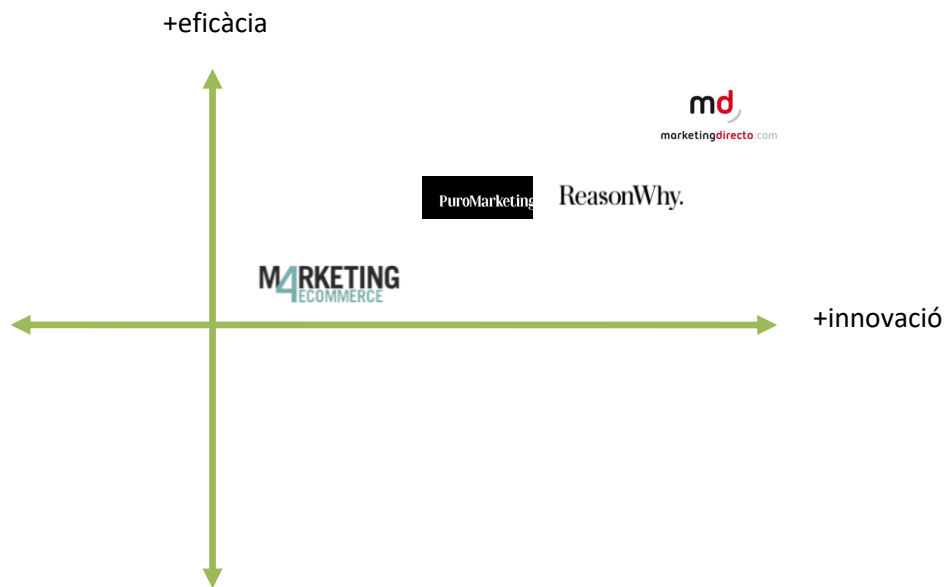 +eficàcia
md
marketingdirecto.com
PuroMarketing
ReasonWhy.
M4RKETING
ECOMMERCE
+innovació